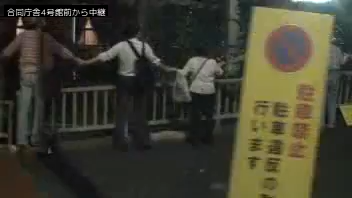 合同庁舎4号館前から中継
駐車禁止
駐車違反の
行います